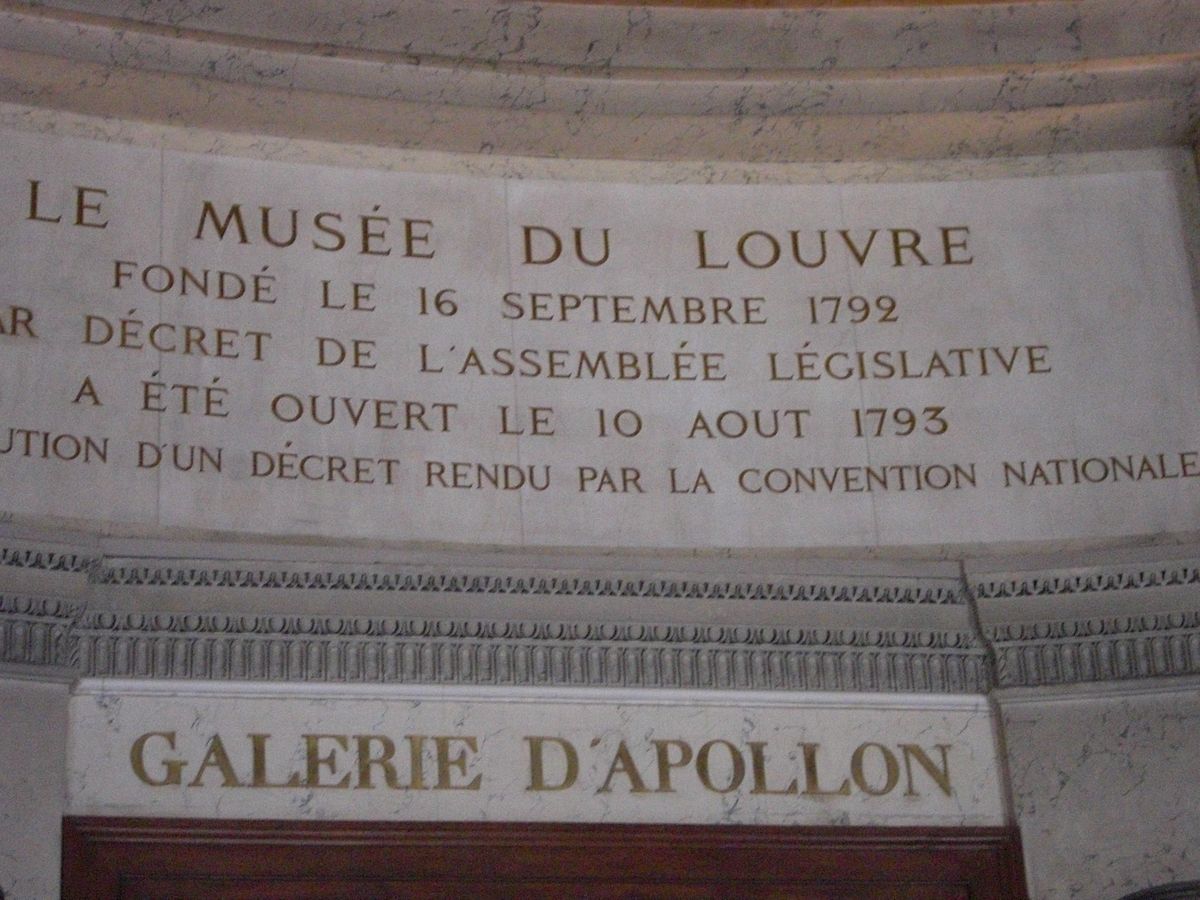 LE MUSÉE DU LOUVRE
FONDÉ LE 16 SEPTEMBRE 1792
AR DÉCRET DE L'ASSEMBLÉE LÉGISLATIVE
A ÉTÉ OUVERT LE 10 AOUT 1793
UTION D'UN DÉCRET RENDU PAR LA CONVENTION NATIONALE
GALERIE D'APOLLON